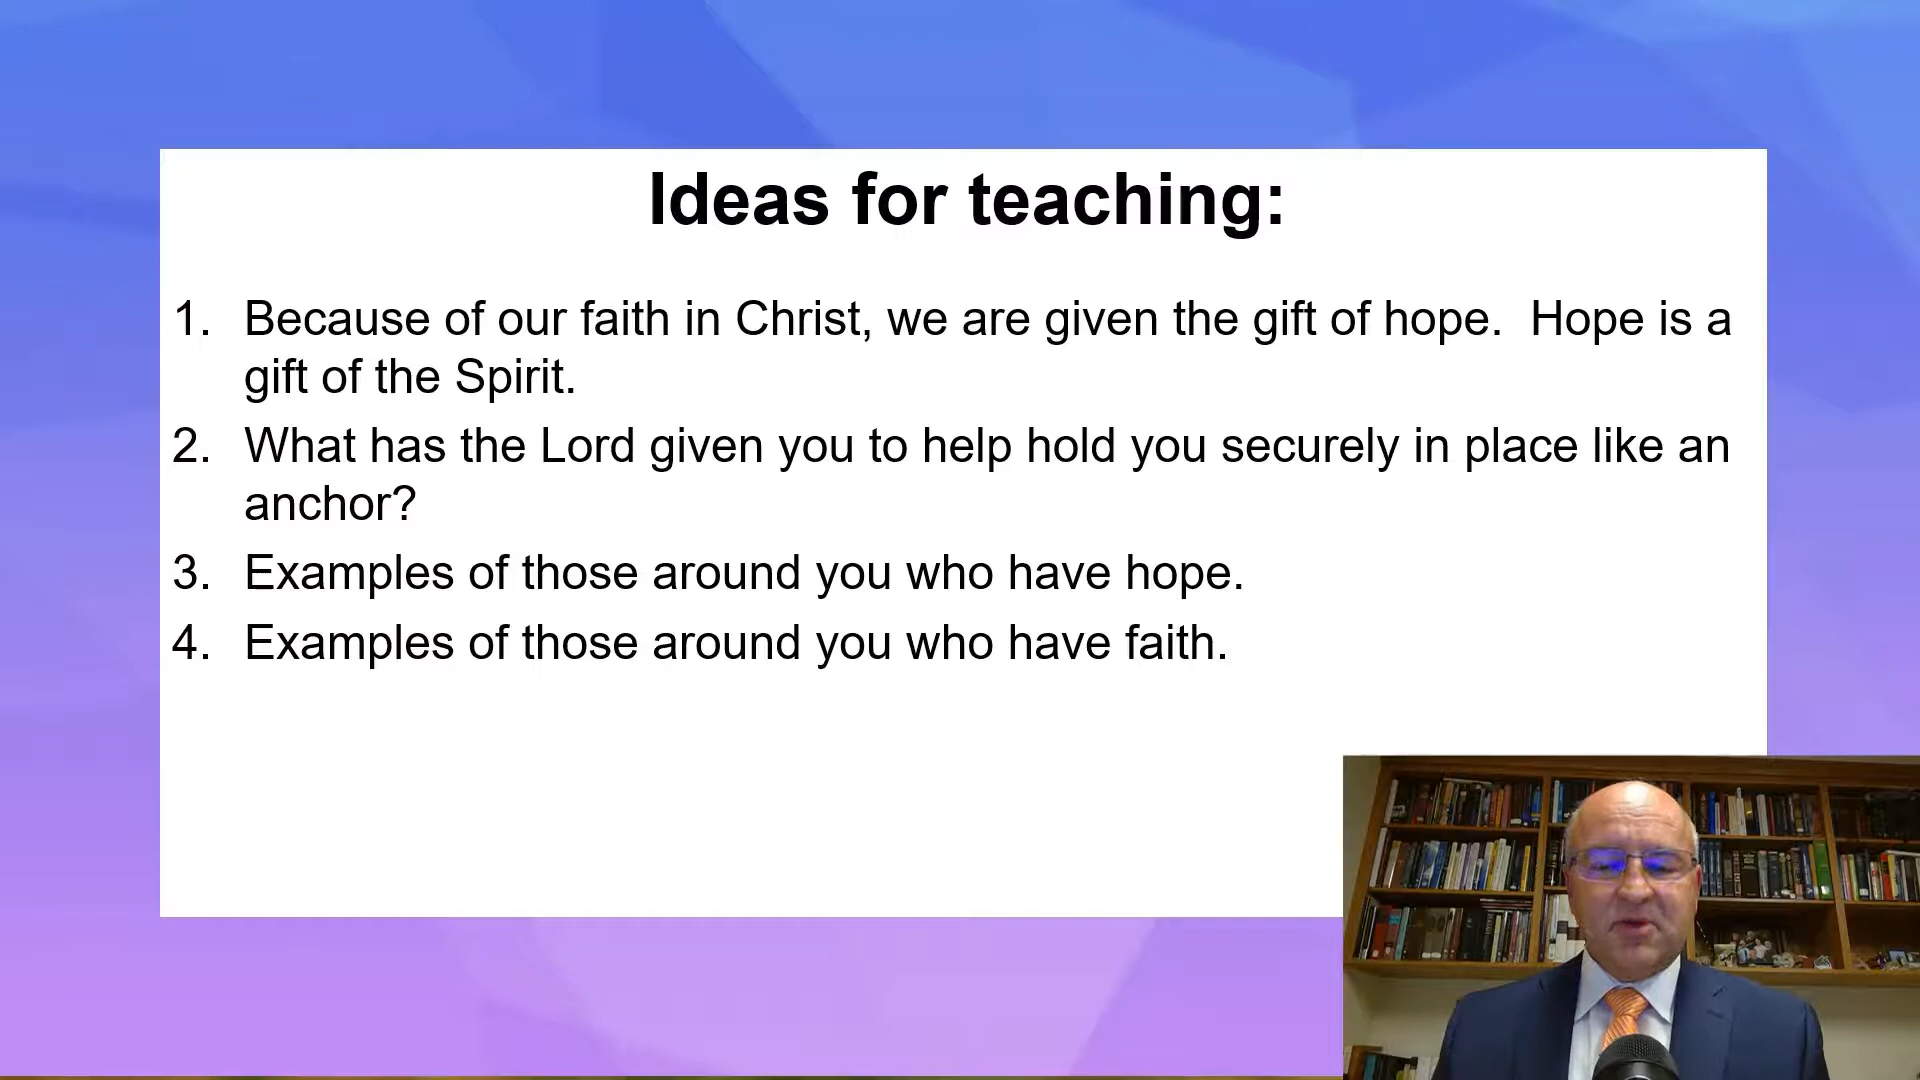 Ideas for teaching:
1. Because of our faith in Christ, we are given the gift of hope.  Hope is a
gift of the Spirit.
2. What has the Lord given you to help hold you securely in place like an
anchor?
3. Examples of those around you who have hope.
4. Examples of those around you who have faith.